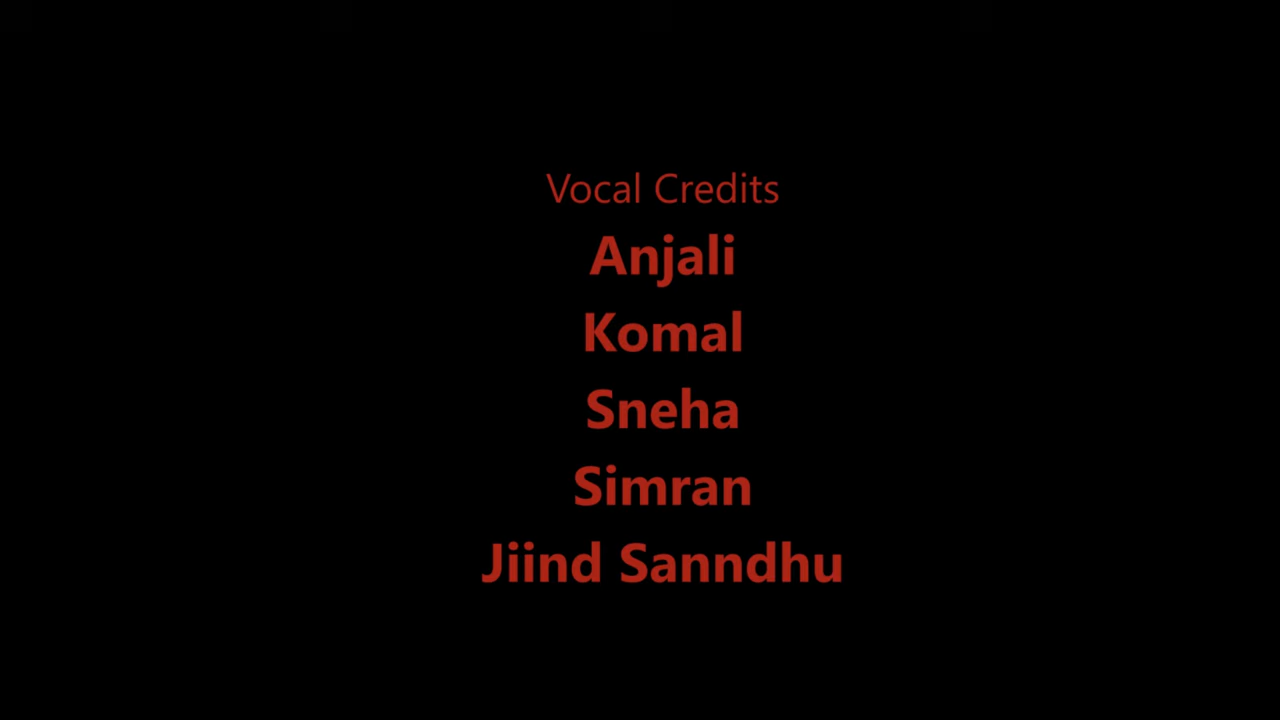 Vocal Credits
Anjali
Komal
Sneha
Simran
Jiind Sanndhu